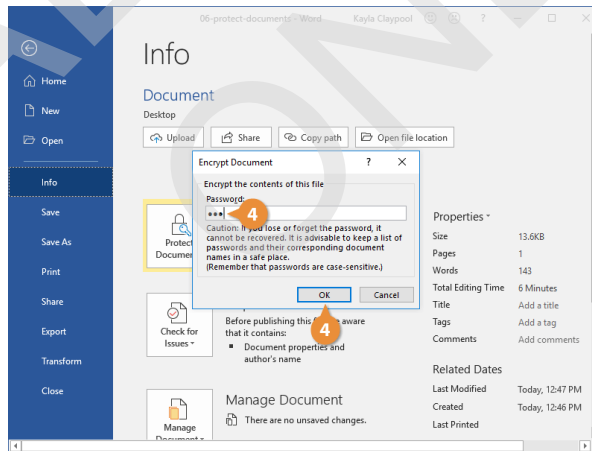 06-protect-documents - Word Kayla Claypool ?
Info
Home
New
Open
Info
Save
Save As
Print
Share
Export
Transform
Close
Document
Desktop
Upload Share Copy path Open file location
Encrypt Document ? ×
Encrypt the contents of this file
Password:
●●● 4
Caution: If you lose or forget the password, it
cannot be recovered. It is advisable to keep a list of
passwords and their corresponding document
names in a safe place.
(Remember that passwords are case-sensitive.)
OK Cancel
4
Protect
Check for
Issues
Before publishing this aware
that it contains:
Document properties and
author's name
Manage
Manage Document
There are no unsaved changes.
Properties
Size 13.6KB
Pages 1
Words 143
Total Editing Time 6 Minutes
Title Add a title
Tags Add a tag
Comments Add comments
Related Dates
Last Modified Today, 12:47 PM
Created Today, 12:46 PM
Last Printed